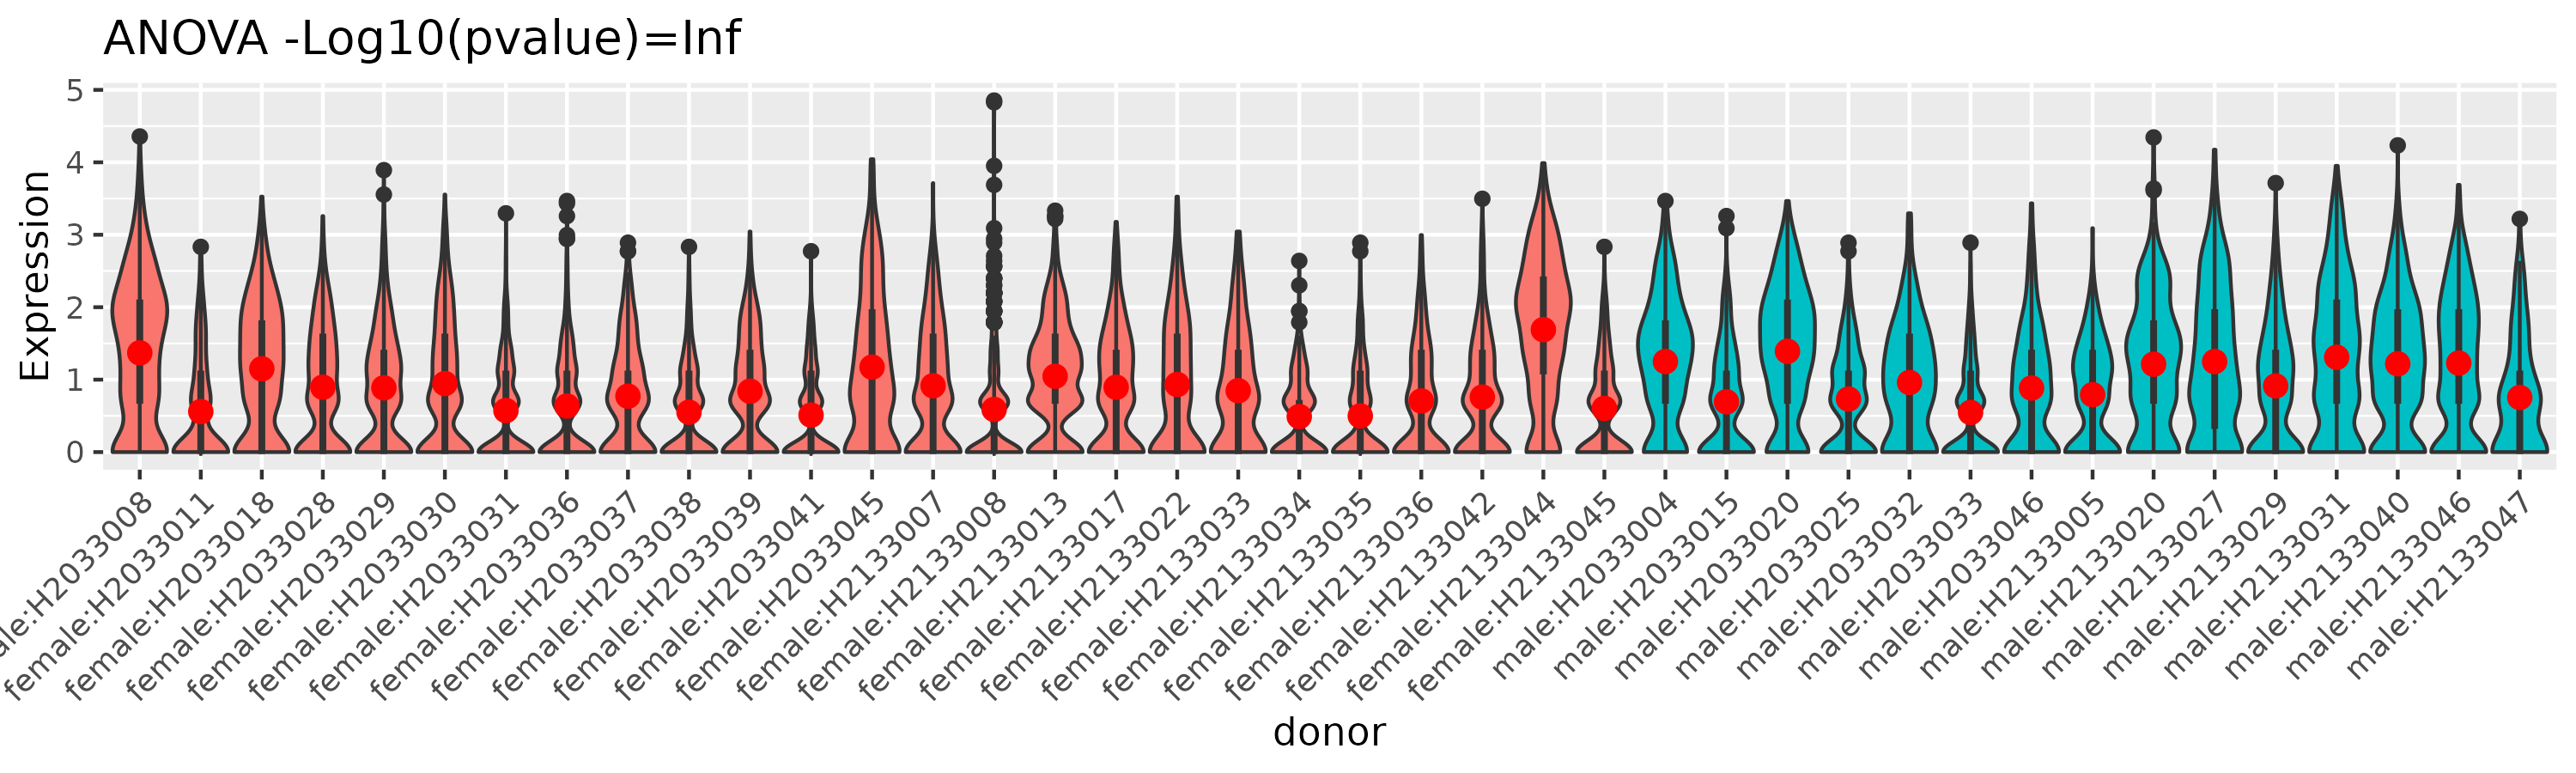 ANOVA -Log10(pvalue)=Inf
Expression
5
4
3
2
1
0
ale:H2033008
female:H2033011
female:H2033018
female:H2033028
female:H2033029
female:H2033030
female:H2033031
female:H2033036
female:H2033037
female:H2033038
female:H2033039
female:H2033041
female:H2033045
female:H2133007
female:H2133008
female:H2133013
female:H2133017
female:H2133022
female:H2133033
female:H2133034
female:H2133035
female:H2133036
female:H2133042
female:H2133044
female:H2133045
male:H2033004
male:H2033015
male:H2033020
male:H2033025
male:H2033032
male:H2033033
male:H2033046
male:H2133005
male:H2133020
male:H2133027
male:H2133029
male:H2133031
male:H2133040
male:H2133046
male:H2133047
donor